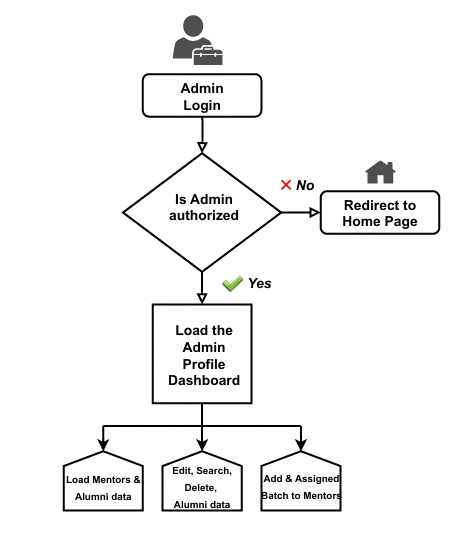 Admin
Login
Is Admin
authorized
No
Redirect to
Home Page
Yes
Load the
Admin
Profile
Dashboard
Load Mentors &
Alumni data
Edit, Search,
Delete,
Alumni data
Add & Assigned
Batch to Mentors